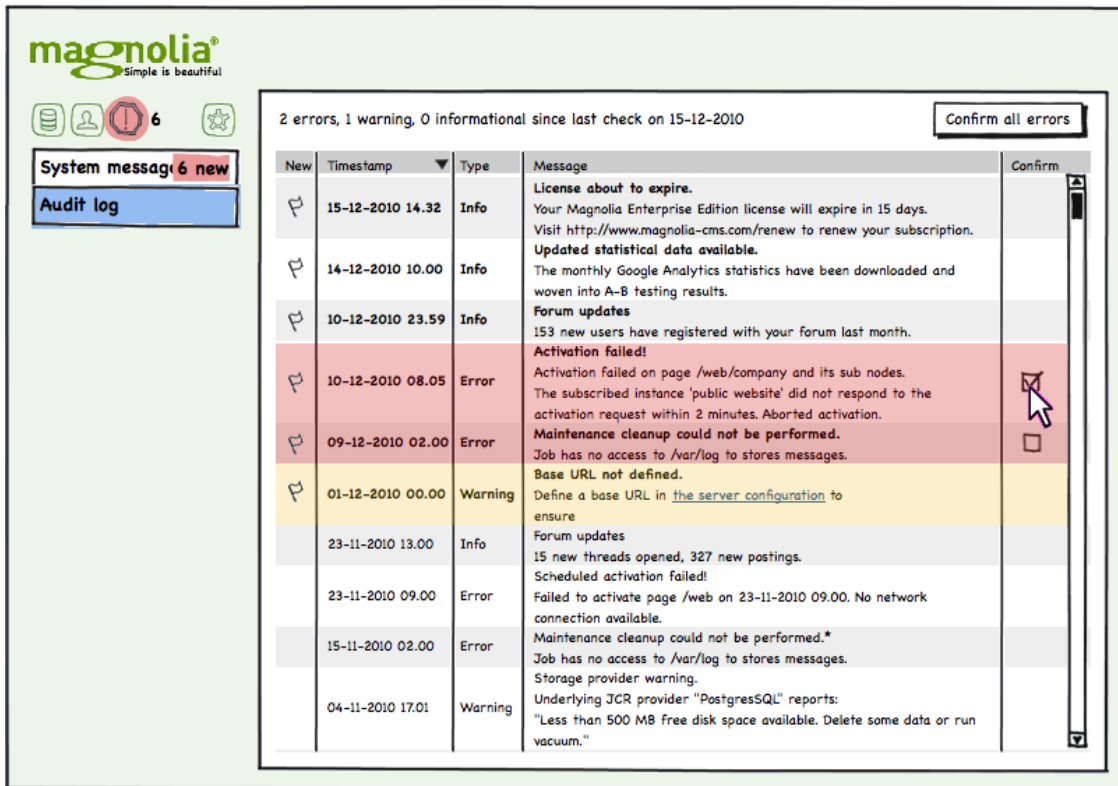 magnolia®
Simple is beautiful
6
System messag 6 new
Audit log
2 errors, 1 warning, 0 informational since last check on 15-12-2010
Confirm all errors
New Timestamp Type Message Confirm
License about to expire.
15-12-2010 14.32 Info Your Magnolia Enterprise Edition license will expire in 15 days.
Visit http://www.magnolia-cms.com/renew to renew your subscription.
Updated statistical data available.
14-12-2010 10.00 Info The monthly Google Analytics statistics have been downloaded and
woven into A-B testing results.
Forum updates
10-12-2010 23.59 Info
153 new users have registered with your forum last month.
Activation failed!
Activation failed on page /web/company and its sub nodes.
10-12-2010 08.05 Error
The subscribed instance 'public website' did not respond to the
activation request within 2 minutes. Aborted activation.
Maintenance cleanup could not be performed.
09-12-2010 02.00 Error
Job has no access to /var/log to stores messages.
Base URL not defined.
01-12-2010 00.00 Warning Define a base URL in the server configuration to
ensure
Forum updates
23-11-2010 13.00 Info
15 new threads opened, 327 new postings.
Scheduled activation failed!
23-11-2010 09.00 Error Failed to activate page /web on 23-11-2010 09.00. No network
connection available.
Maintenance cleanup could not be performed.*
15-11-2010 02.00 Error
Job has no access to /var/log to stores messages.
Storage provider warning.
04-11-2010 17.01 Warning Underlying JCR provider "PostgresSQL" reports:
"Less than 500 MB free disk space available. Delete some data or run
vacuum."